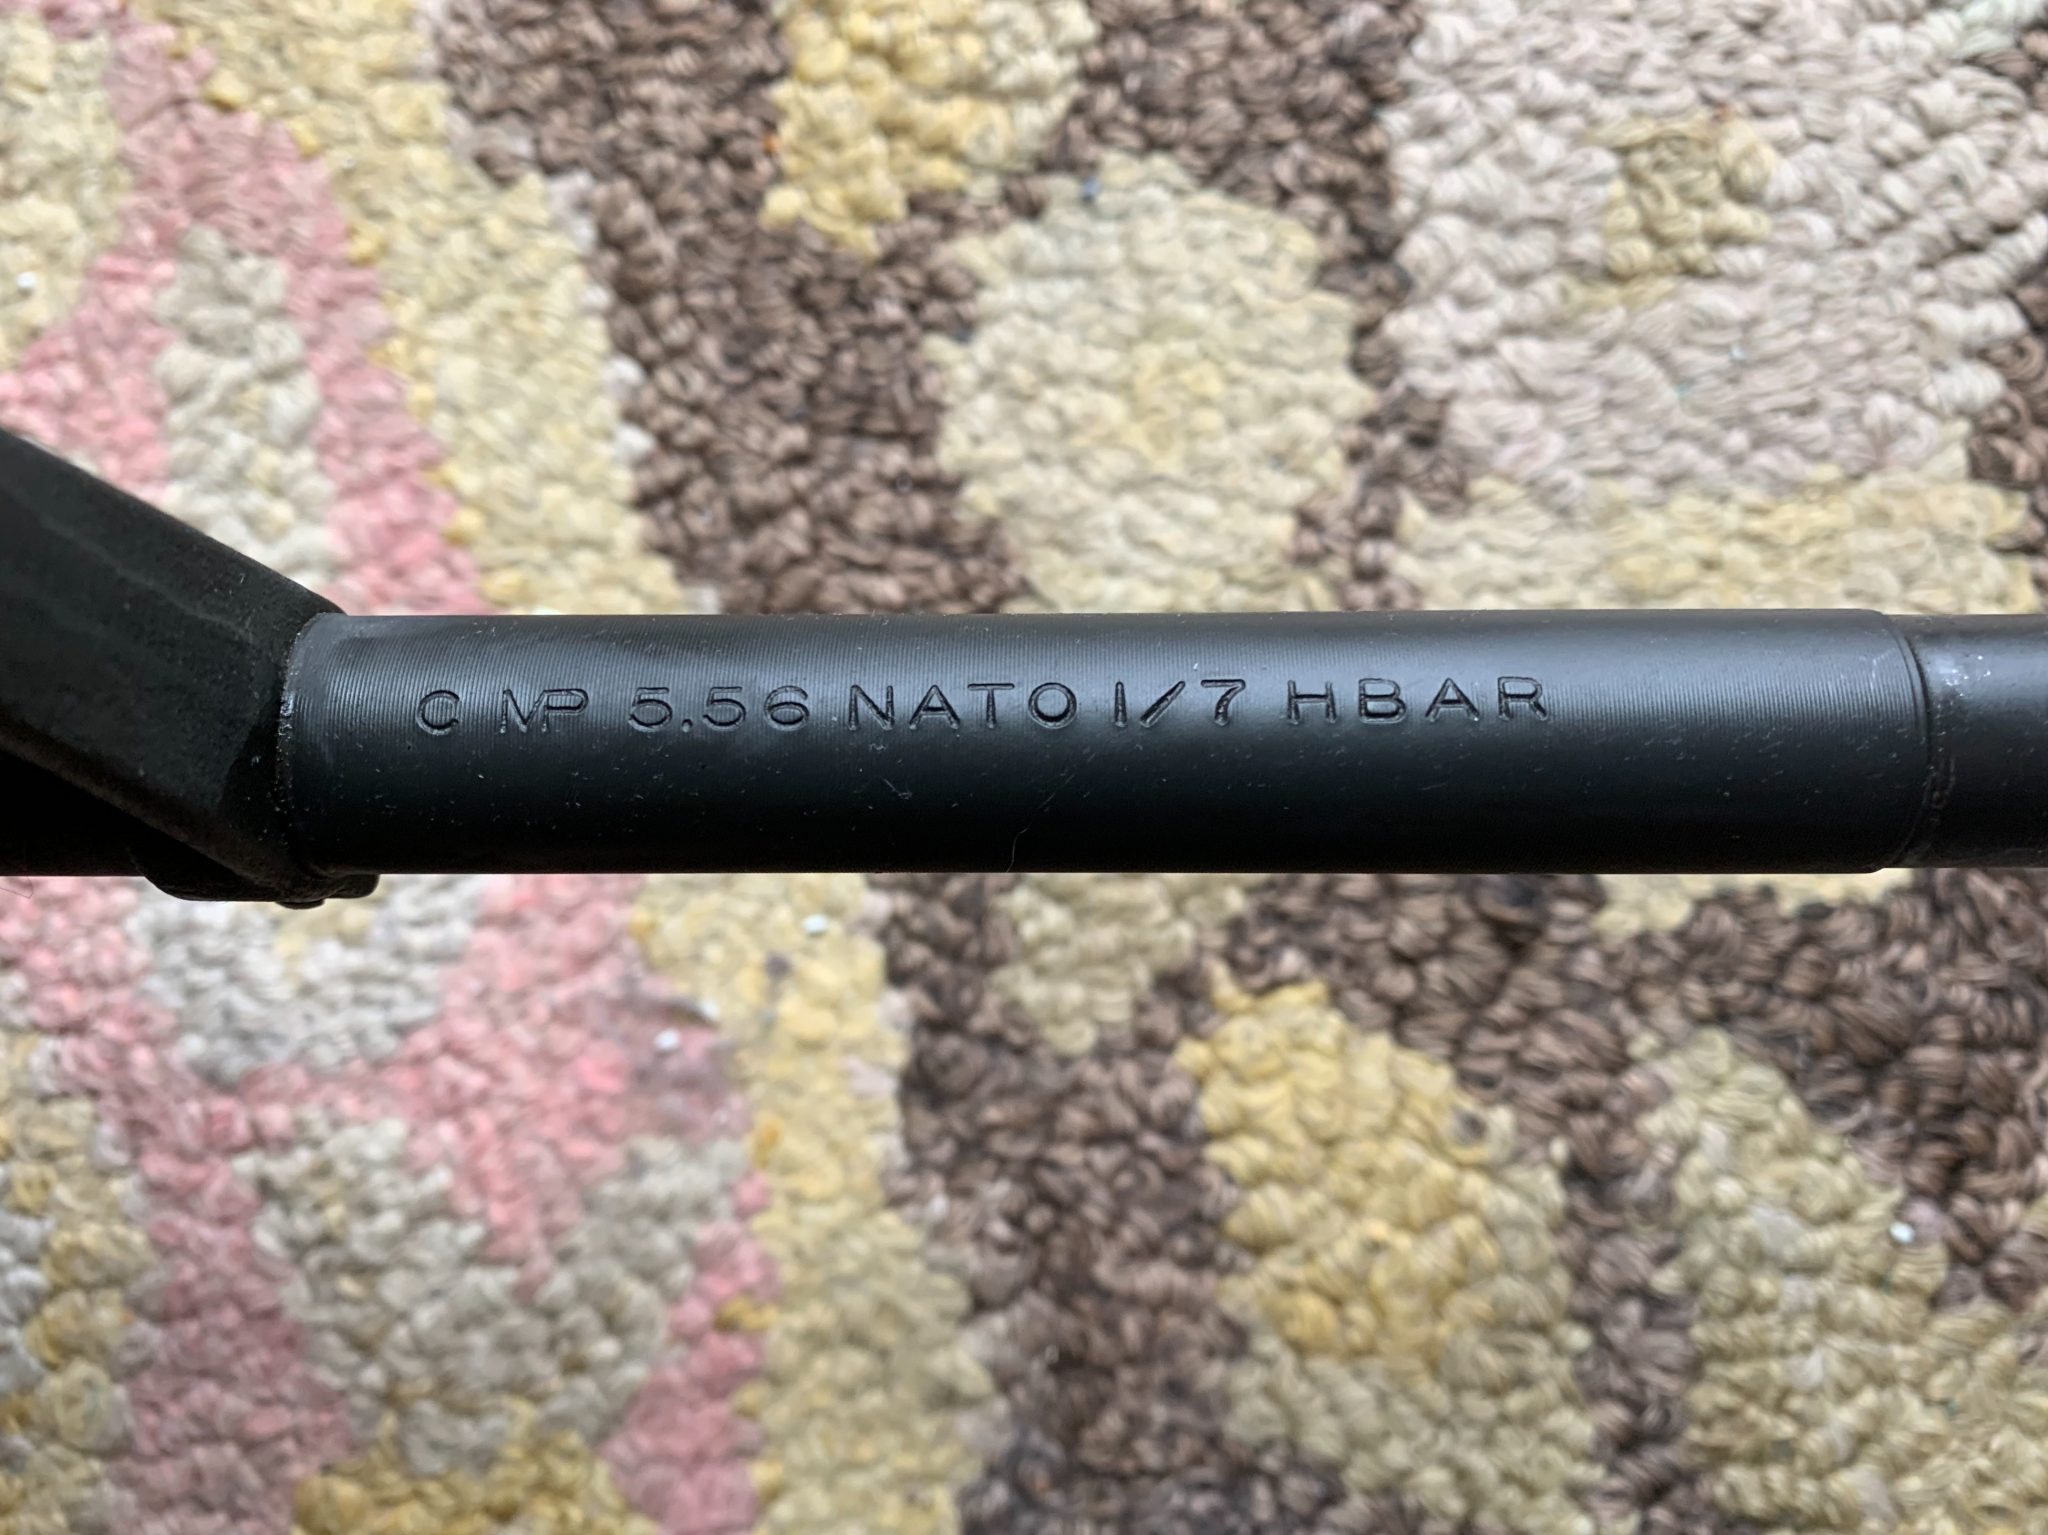 C MP 5.56 NATO 1/7 HBAR